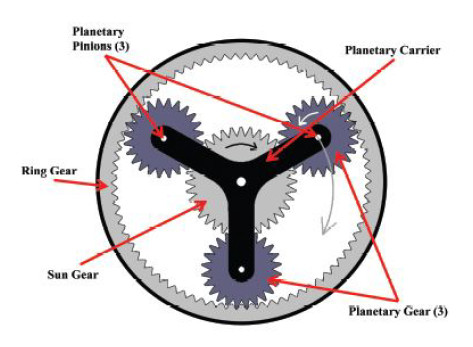 Planetary
Pinions (3)
Planetary Carrier
Ring Gear
Sun Gear
Planetary Gear (3)